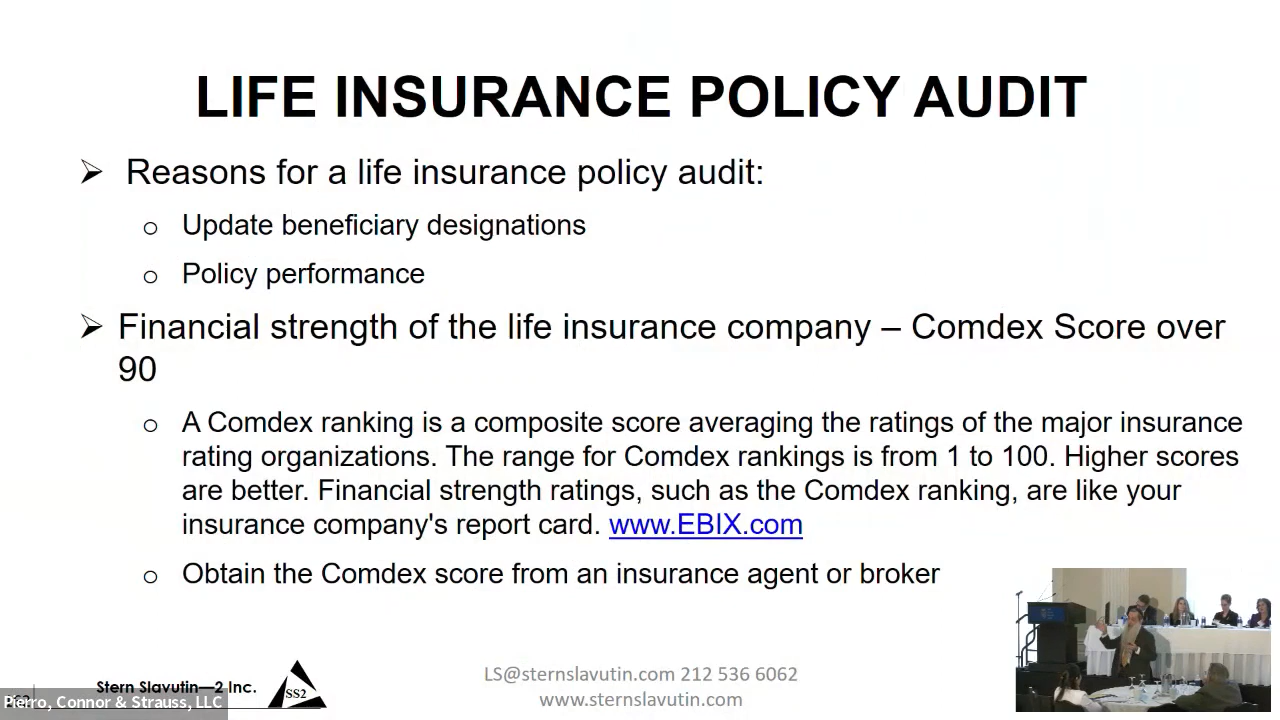 LIFE INSURANCE POLICY AUDIT
➢ Reasons for a life insurance policy audit:
o Update beneficiary designations
o Policy performance
➢ Financial strength of the life insurance company – Comdex Score over
90
o A Comdex ranking is a composite score averaging the ratings of the major insurance
rating organizations. The range for Comdex rankings is from 1 to 100. Higher scores
are better. Financial strength ratings, such as the Comdex ranking, are like your
insurance company's report card. www.EBIX.com
o Obtain the Comdex score from an insurance agent or broker
Stern Slavutin—2 Inc.
SS2
LS@sternslavutin.com 212 536 6062
www.sternslavutin.com
Pierro, Connor & Strauss, LLC